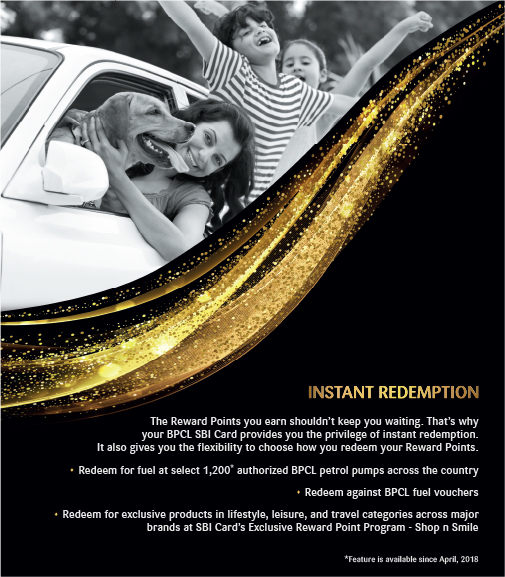 INSTANT REDEMPTION
The Reward Points you earn shouldn't keep you waiting. That's why
your BPCL SBI Card provides you the privilege of instant redemption.
It also gives you the flexibility to choose how you redeem your Reward Points.
• Redeem for fuel at select 1,200* authorized BPCL petrol pumps across the country
• Redeem against BPCL fuel vouchers
• Redeem for exclusive products in lifestyle, leisure, and travel categories across major
brands at SBI Card's Exclusive Reward Point Program - Shop n Smile
*Feature is available since April, 2018